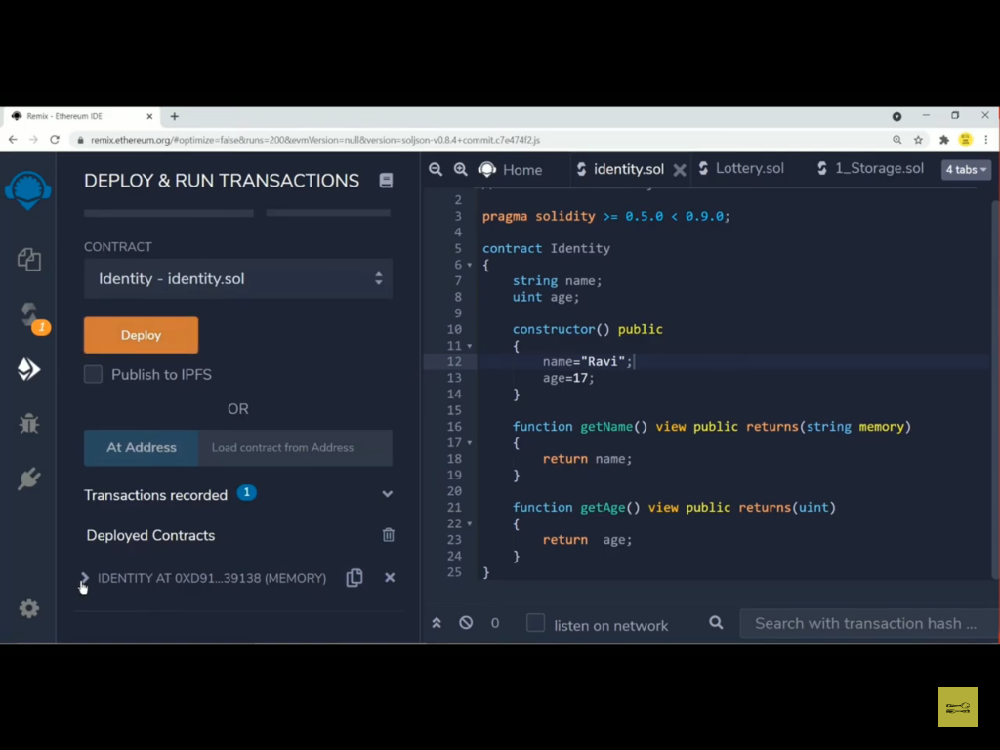 Remix - Ethereum IDE
remix.ethereum.org/#optimize=false&runs=200&evmVersion=null&version=soljson-v0.8.4+commit.c7e474f2.js
DEPLOY & RUN TRANSACTIONS
CONTRACT
Identity - identity.sol
Deploy
Publish to IPFS
OR
At Address
Load contract from Address
Transactions recorded 1
Deployed Contracts
IDENTITY AT 0XD91...39138 (MEMORY)
1
Home
identity.sol
Lottery.sol
1_Storage.sol
4 tabs
2
3 pragma solidity >= 0.5.0 < 0.9.0;
4
5 contract Identity
6 {
7 string name;
8 uint age;
9
10 constructor() public
11 {
12 name="Ravi";
13 age=17;
14 }
15
16 function getName() view public returns(string memory)
17 {
18 return name;
19 }
20
21 function getAge() view public returns(uint)
22 {
23 return age;
24 }
25 }
0
listen on network
Search with transaction hash ...